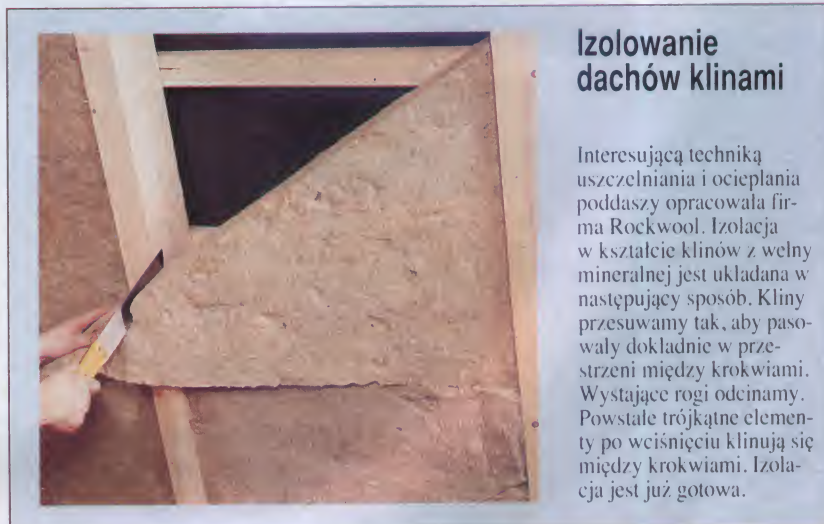 Izolowanie
dachów klinami
Interesującą techniką
uszczelniania i ocieplania
poddaszy opracowała fir-
ma Rockwool. Izolacja
w kształcie klinów z wełny
mineralnej jest układana w
następujący sposób. Kliny
przesuwamy tak, aby paso-
wały dokładnie w prze-
strzeni między krokwiami.
Wystające rogi odcinamy.
Powstałe trójkątne elemen-
ty po wciśnięciu klinują się
między krokwiami. Izola-
cja jest już gotowa.